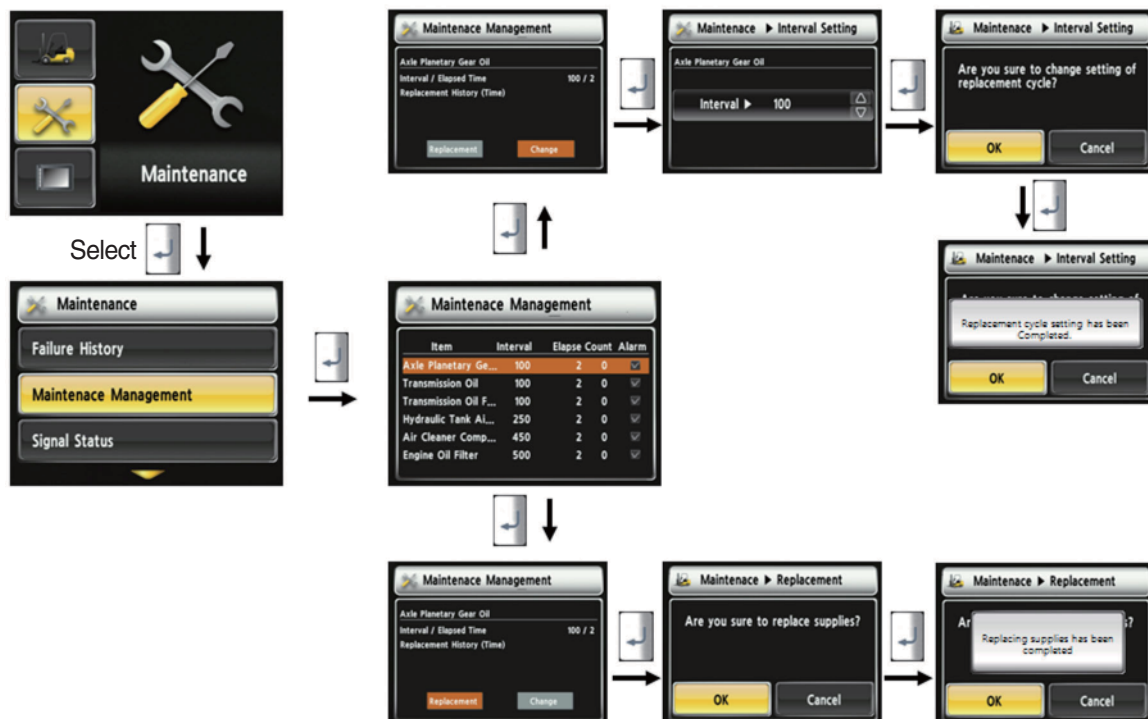 Maintenance
Select
Maintenance
Failure History
Maintenace Management
Signal Status
Maintenace Management
Axle Planetary Gear Oil
Interval / Elapsed Time 100 / 2
Replacement History (Time)
Replacement Change
Maintenace ▶ Interval Setting
Axle Planetary Gear Oil
Interval ▶ 100
Maintenace ▶ Interval Setting
Are you sure to change setting of
replacement cycle?
OK Cancel
Maintenace ▶ Interval Setting
Replacement cycle setting has been
Completed.
OK Cancel
Maintenace Management
Item Interval Elapse Count Alarm
Axle Planetary Ge... 100 2 0
Transmission Oil 100 2 0
Transmission Oil F... 100 2 0
Hydraulic Tank Ai... 250 2 0
Air Cleaner Comp... 450 2 0
Engine Oil Filter 500 2 0
Maintenace Management
Axle Planetary Gear Oil
Interval / Elapsed Time 100 / 2
Replacement History (Time)
Replacement Change
Maintenace ▶ Replacement
Are you sure to replace supplies?
OK Cancel
Maintenace ▶ Replacement
Replacing supplies has been
completed
OK Cancel